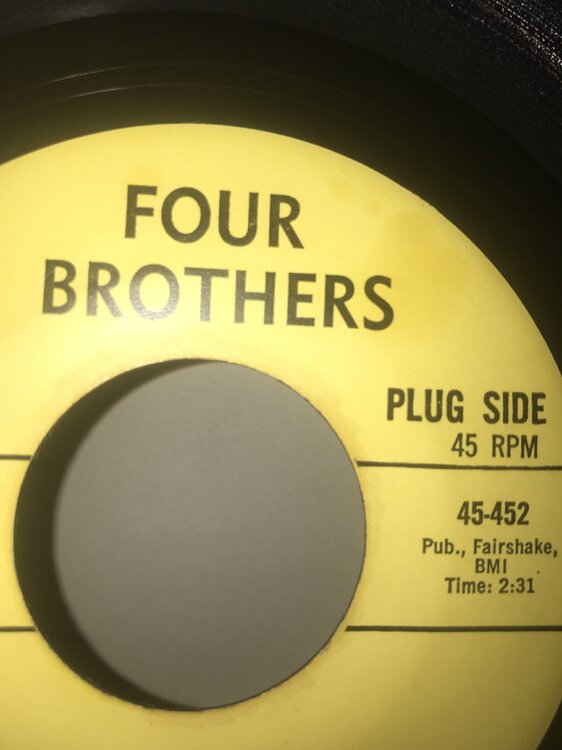 FOUR
BROTHERS
PLUG SIDE
45 RPM
45-452
Pub., Fairshake,
BMI
Time: 2:31